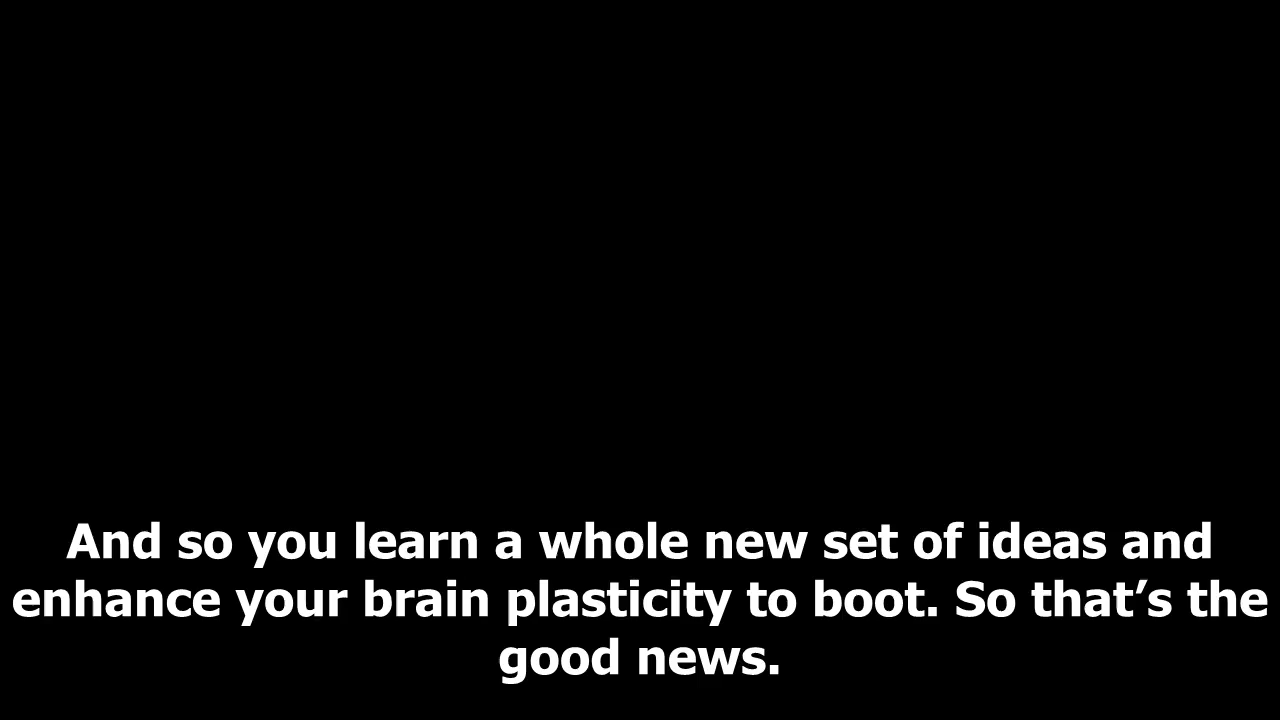 And so you learn a whole new set of ideas and
enhance your brain plasticity to boot. So that’s the
good news.